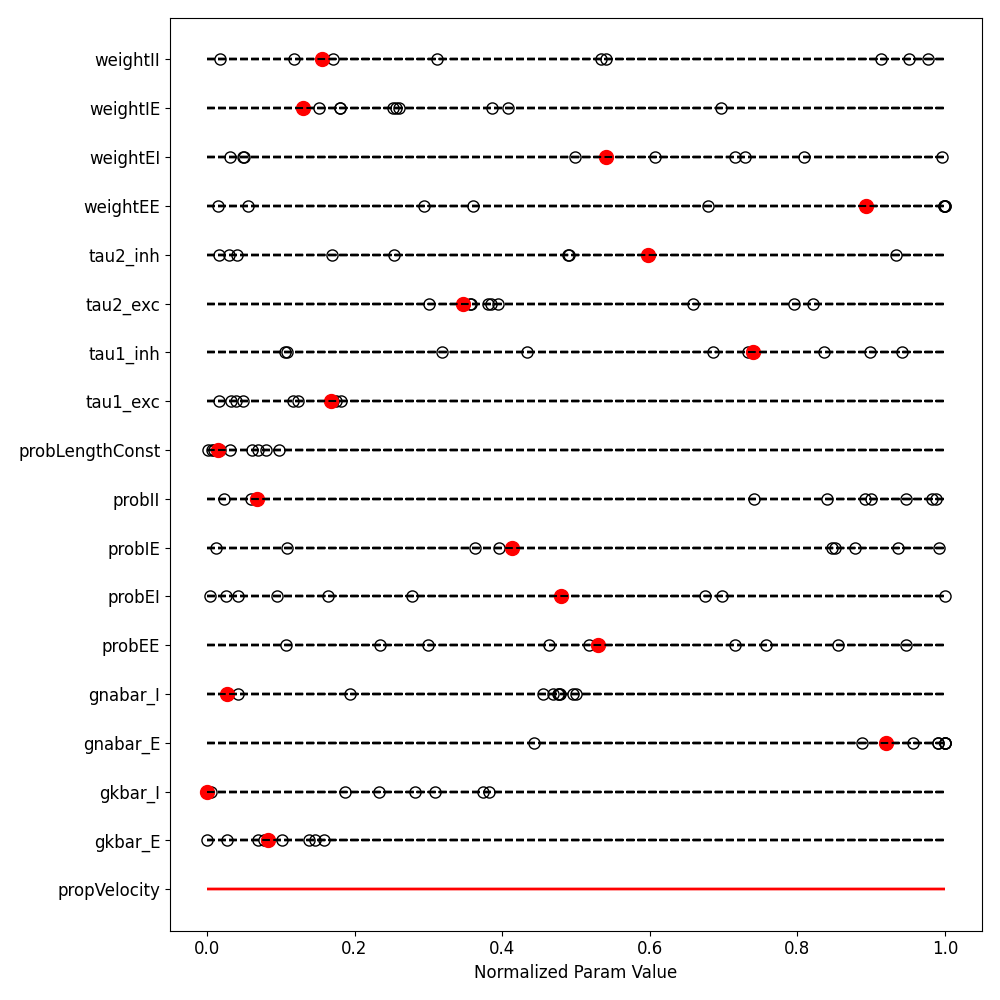 weightII
weightIE
weightEI
weightEE
tau2_inh
tau2_exc
tau1_inh
tau1_exc
probLengthConst
probII
probIE
probEI
probEE
gnabar_I
gnabar_E
gkbar_I
gkbar_E
propVelocity
0.0 0.2 0.4 0.6 0.8 1.0
Normalized Param Value